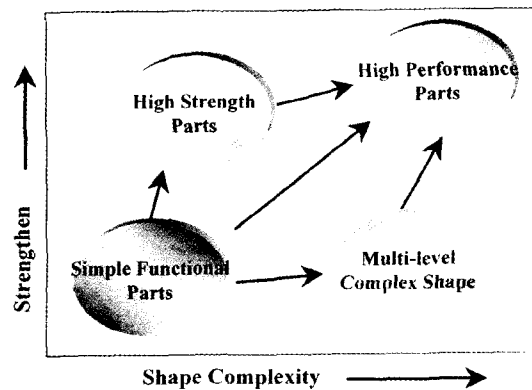 High Strength
Parts
High Performance
Parts
Simple Functional
Parts
Multi-level
Complex Shape
Strengthen
Shape Complexity